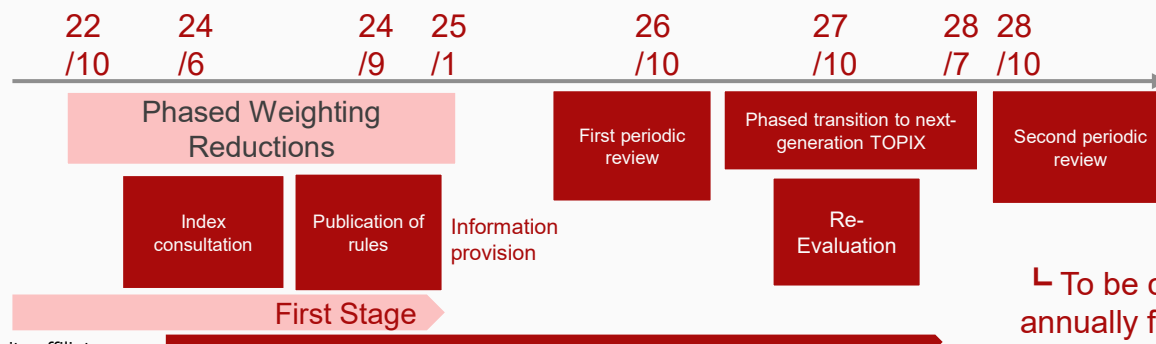 22 24 24 25 26 27 28 28
/10 /6 /9 /1 /10 /10 /7 /10
Phased Weighting
Reductions
First periodic
review
Phased transition to next-
generation TOPIX
Second periodic
review
Index
consultation
Publication of
rules
Information
provision
Re-
Evaluation
First Stage
To be
annually